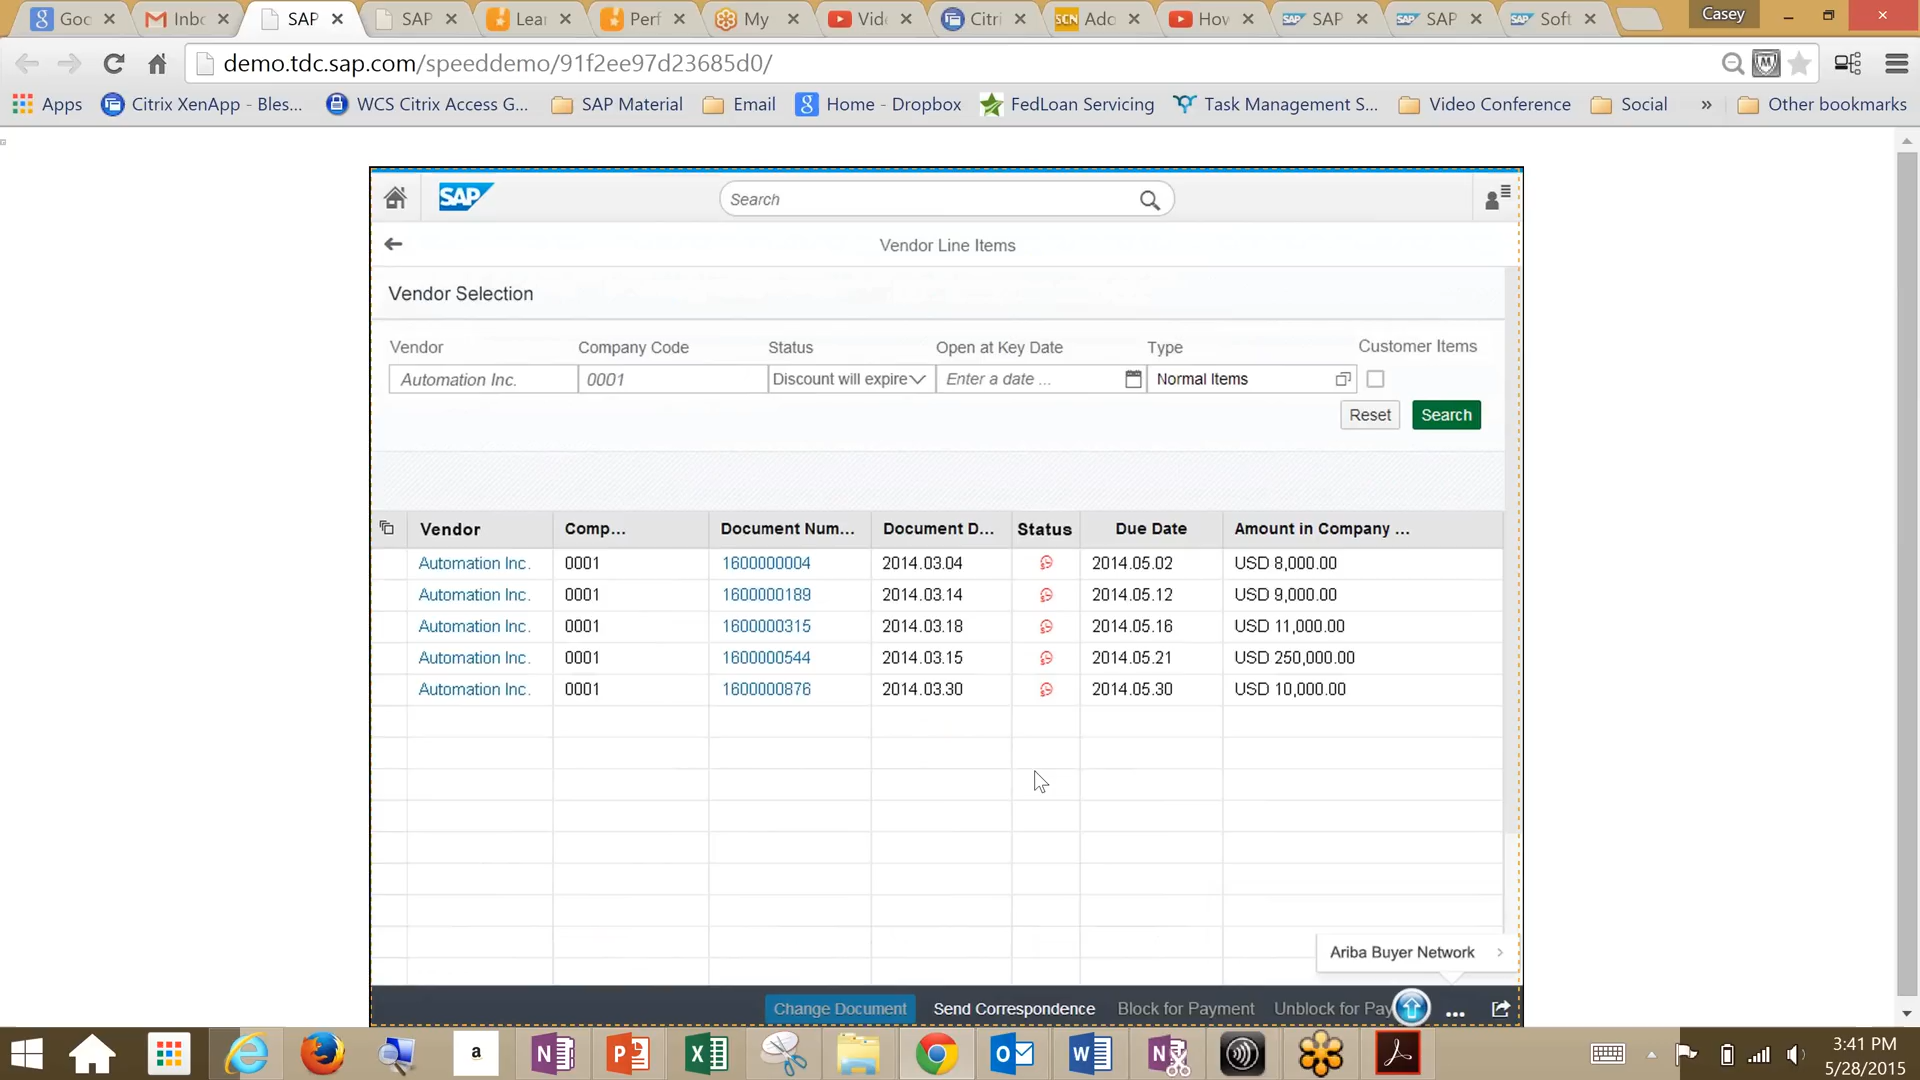 Goc Inbc SAP SAP Lear Perf My Vide Citri SCN Ado How SAP SAP SAP SAP SAP Soft Casey
demo.tdc.sap.com/speeddemo/91f2ee97d23685d0/
Apps Citrix XenApp - Bles... WCS Citrix Access G... SAP Material Email Home - Dropbox FedLoan Servicing Task Management S... Video Conference Social » Other bookmarks
SAP Search
Vendor Line Items
Vendor Selection
Vendor Company Code Status Open at Key Date Type Customer Items
Automation Inc. 0001 Discount will expire Enter a date ... Normal Items
Reset Search
Vendor Comp... Document Num... Document D... Status Due Date Amount in Company ...
Automation Inc. 0001 1600000004 2014.03.04 2014.05.02 USD 8,000.00
Automation Inc. 0001 1600000189 2014.03.14 2014.05.12 USD 9,000.00
Automation Inc. 0001 1600000315 2014.03.18 2014.05.16 USD 11,000.00
Automation Inc. 0001 1600000544 2014.03.15 2014.05.21 USD 250,000.00
Automation Inc. 0001 1600000876 2014.03.30 2014.05.30 USD 10,000.00
Ariba Buyer Network
Change Document Send Correspondence Block for Payment Unblock for Pay ...
3:41 PM
5/28/2015